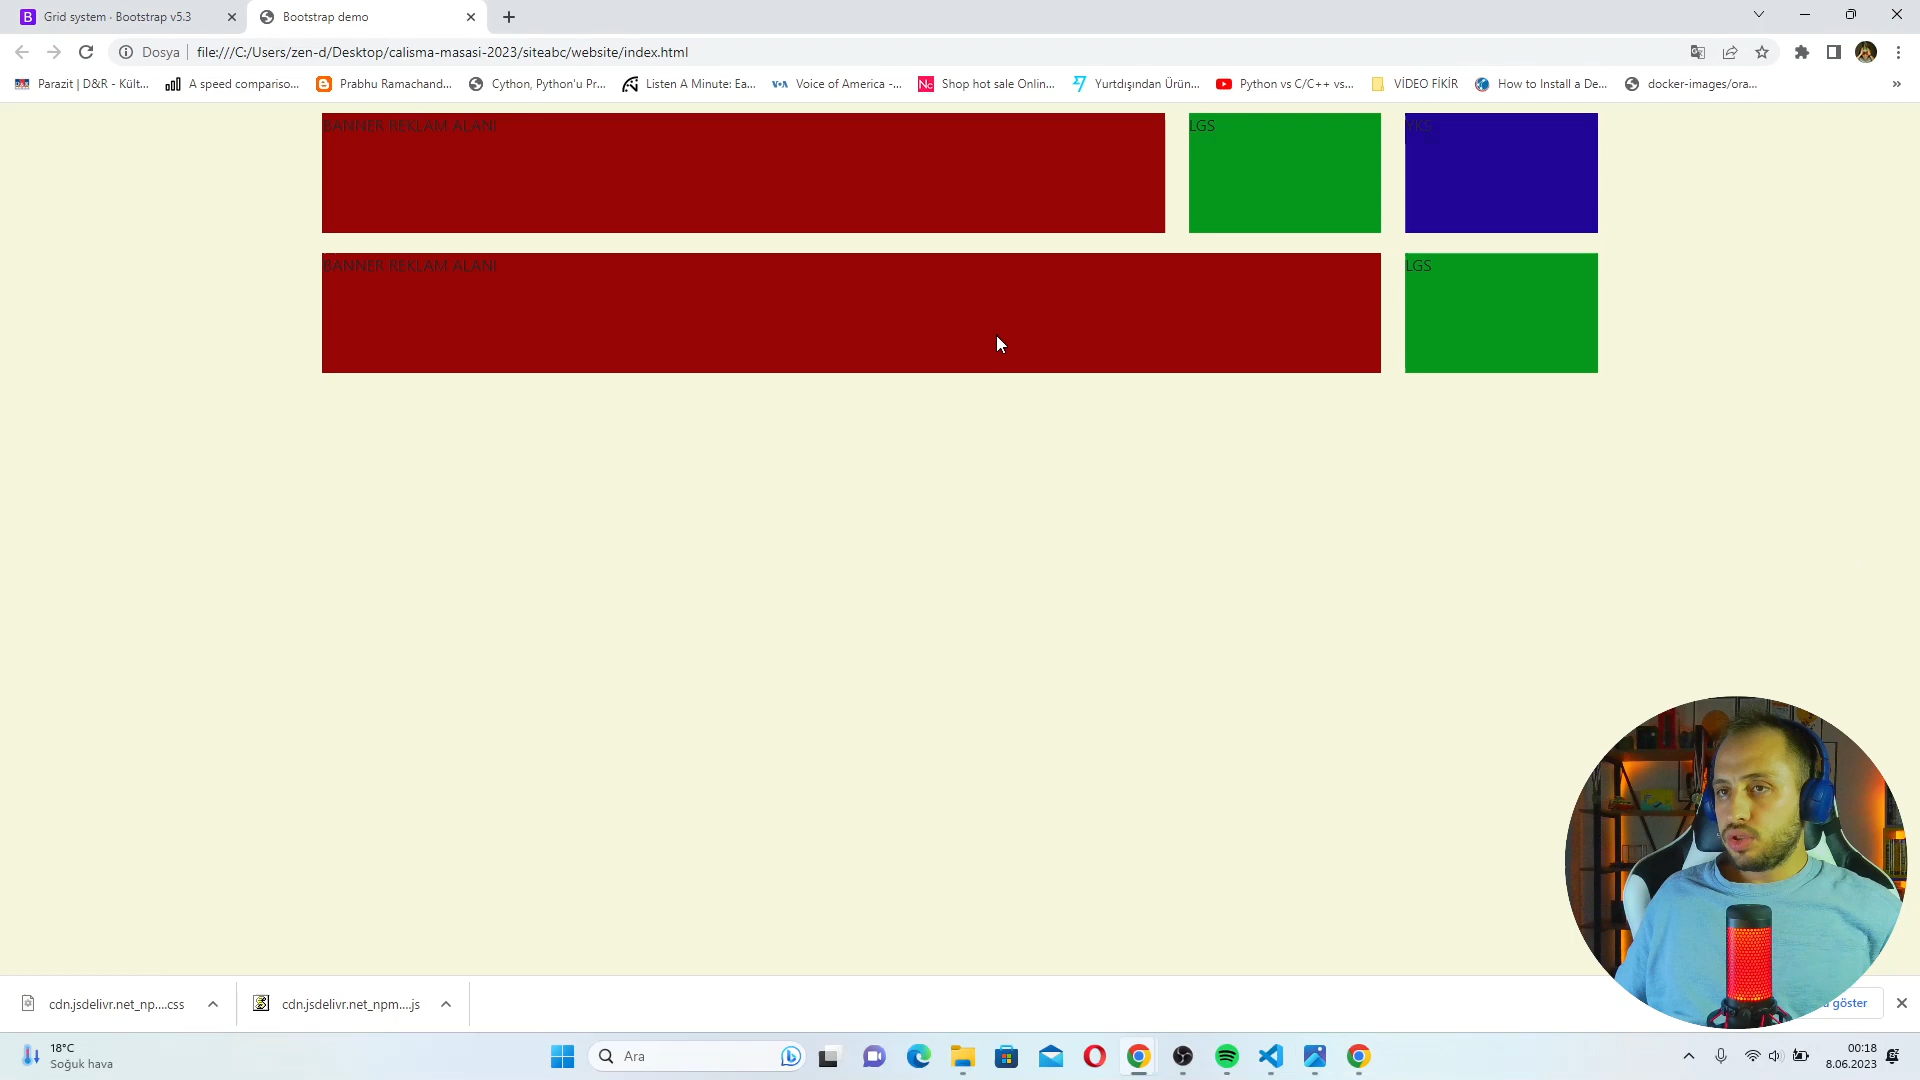 Grid system · Bootstrap v5.3
Bootstrap demo
Dosya
file:///C:/Users/zen-d/Desktop/calisma-masasi-2023/siteabc/website/index.html
Parazit | D&R - Kült...
A speed compariso...
Prabhu Ramachand...
Cython, Python'u Pr...
Listen A Minute: Ea...
VOA Voice of America -...
Nc Shop hot sale Onlin...
Yurtdışından Ürün...
Python vs C/C++ vs...
VİDEO FİKİR
How to Install a De...
docker-images/ora...
»
BANNER REKLAM ALANI
LGS
YKS
BANNER REKLAM ALANI
LGS
cdn.jsdelivr.net_np....css
cdn.jsdelivr.net_npm....js
göster
18°C
Soğuk hava
Ara
00:18
8.06.2023